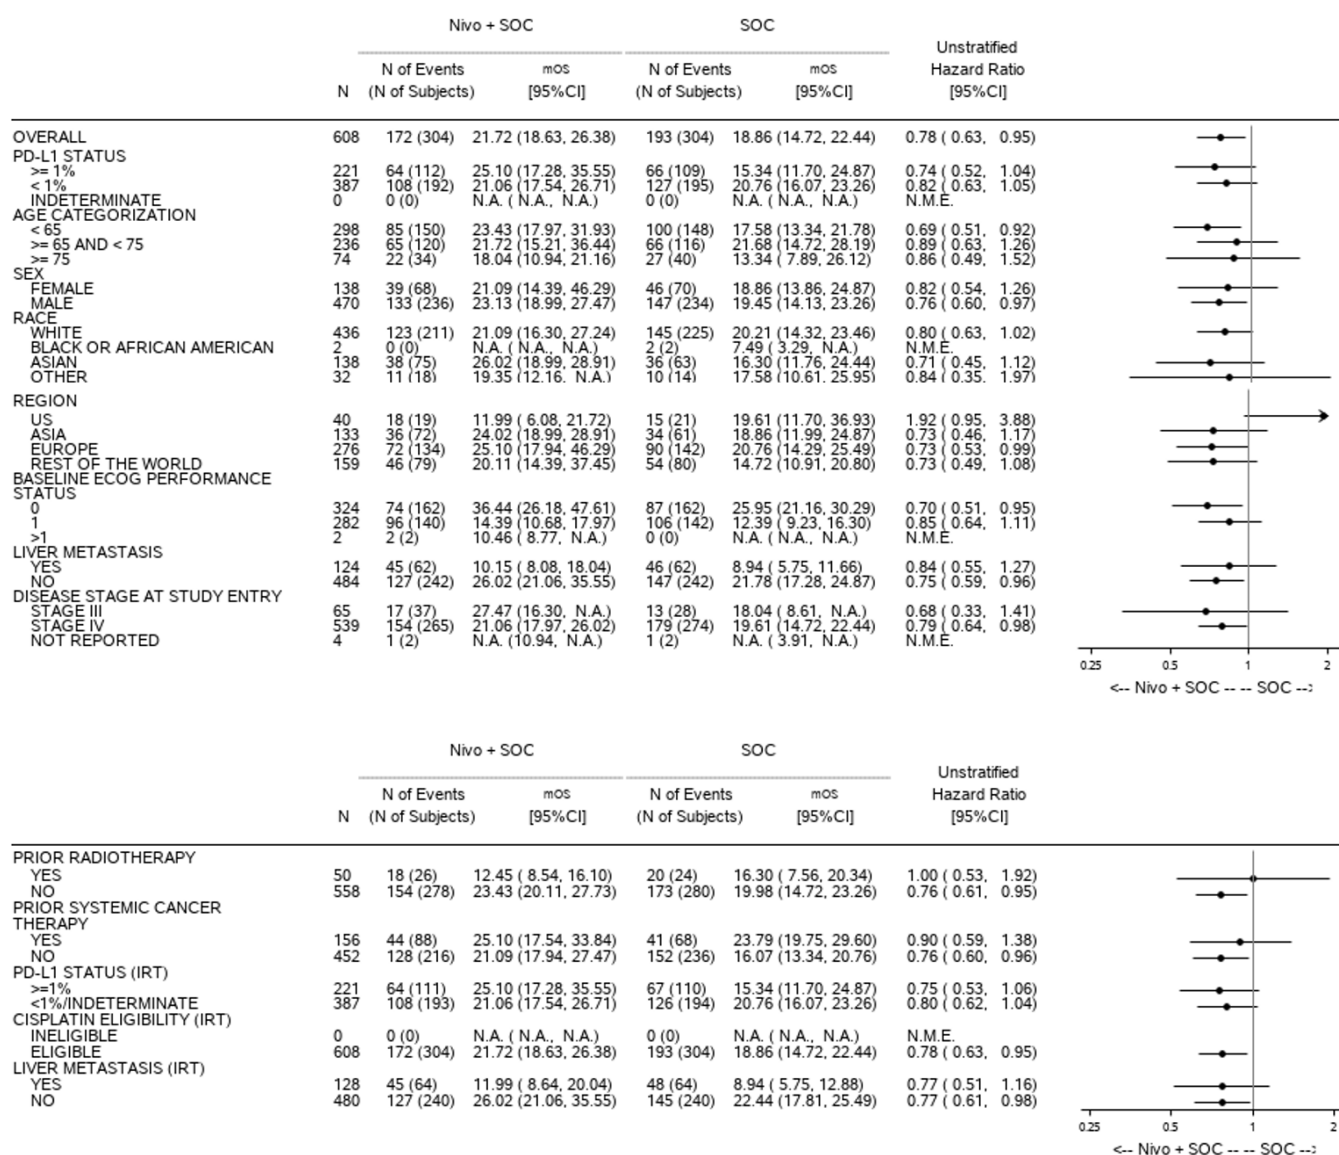 Nivo + SOC SOC
Unstratified
N of Events mOS N of Events mOS Hazard Ratio
N (N of Subjects) [95%CI] (N of Subjects) [95%CI] [95%CI]
OVERALL 608 172 (304) 21.72 (18.63, 26.38) 193 (304) 18.86 (14.72, 22.44) 0.78 ( 0.63, 0.95)
PD-L1 STATUS
>= 1% 221 64 (112) 25.10 (17.28, 35.55) 66 (109) 15.34 (11.70, 24.87) 0.74 ( 0.52, 1.04)
< 1% 387 108 (192) 21.06 (17.54, 26.71) 127 (195) 20.76 (16.07, 23.26) 0.82 ( 0.63, 1.05)
INDETERMINATE 0 0 (0) N.A. ( N.A., N.A.) 0 (0) N.A. ( N.A., N.A.) N.M.E.
AGE CATEGORIZATION
< 65 298 85 (150) 23.43 (17.97, 31.93) 100 (148) 17.58 (13.34, 21.78) 0.69 ( 0.51, 0.92)
>= 65 AND < 75 236 65 (120) 21.72 (15.21, 36.44) 66 (116) 21.68 (14.72, 28.19) 0.89 ( 0.63, 1.26)
>= 75 74 22 (34) 18.04 (10.94, 21.16) 27 (40) 13.34 ( 7.89, 26.12) 0.86 ( 0.49, 1.52)
SEX
FEMALE 138 39 (68) 21.09 (14.39, 46.29) 46 (70) 18.86 (13.86, 24.87) 0.82 ( 0.54, 1.26)
MALE 470 133 (236) 23.13 (18.99, 27.47) 147 (234) 19.45 (14.13, 23.26) 0.76 ( 0.60, 0.97)
RACE
WHITE 436 123 (211) 21.09 (16.30, 27.24) 145 (225) 20.21 (14.32, 23.46) 0.80 ( 0.63, 1.02)
BLACK OR AFRICAN AMERICAN 2 0 (0) N.A. ( N.A., N.A.) 2 (2) 7.49 ( 3.29, N.A.) N.M.E.
ASIAN 138 38 (75) 26.02 (18.99, 28.91) 36 (63) 16.30 (11.76, 24.44) 0.71 ( 0.45, 1.12)
OTHER 32 11 (18) 19.35 (12.16, N.A.) 10 (14) 17.58 (10.61, 25.95) 0.84 ( 0.35, 1.97)
REGION
US 40 18 (19) 11.99 ( 6.08, 21.72) 15 (21) 19.61 (11.70, 36.93) 1.92 ( 0.95, 3.88)
ASIA 133 36 (72) 24.02 (18.99, 28.91) 34 (61) 18.86 (11.99, 24.87) 0.73 ( 0.46, 1.17)
EUROPE 276 72 (134) 25.10 (17.94, 46.29) 90 (142) 20.76 (14.29, 25.49) 0.73 ( 0.53, 0.99)
REST OF THE WORLD 159 46 (79) 20.11 (14.39, 37.45) 54 (80) 14.72 (10.91, 20.80) 0.73 ( 0.49, 1.08)
BASELINE ECOG PERFORMANCE
STATUS
0 324 74 (162) 36.44 (26.18, 47.61) 87 (162) 25.95 (21.16, 30.29) 0.70 ( 0.51, 0.95)
1 282 96 (140) 14.39 (10.68, 17.97) 106 (142) 12.39 ( 9.23, 16.30) 0.85 ( 0.64, 1.11)
>1 2 2 (2) 10.46 ( 8.77, N.A.) 0 (0) N.A. ( N.A., N.A.) N.M.E.
LIVER METASTASIS
YES 124 45 (62) 10.15 ( 8.08, 18.04) 46 (62) 8.94 ( 5.75, 11.66) 0.84 ( 0.55, 1.27)
NO 484 127 (242) 26.02 (21.06, 35.55) 147 (242) 21.78 (17.28, 24.87) 0.75 ( 0.59, 0.96)
DISEASE STAGE AT STUDY ENTRY
STAGE III 65 17 (37) 27.47 (16.30, N.A.) 13 (28) 18.04 ( 8.61, N.A.) 0.68 ( 0.33, 1.41)
STAGE IV 539 154 (265) 21.06 (17.97, 26.02) 179 (274) 19.61 (14.72, 22.44) 0.79 ( 0.64, 0.98)
NOT REPORTED 4 1 (2) N.A. (10.94, N.A.) 1 (2) N.A. ( 3.91, N.A.) N.M.E.
0.25 0.5 1 2
<-- Nivo + SOC -- -- SOC -->
Nivo + SOC SOC
Unstratified
N of Events mOS N of Events mOS Hazard Ratio
N (N of Subjects) [95%CI] (N of Subjects) [95%CI] [95%CI]
PRIOR RADIOTHERAPY
YES 50 18 (26) 12.45 ( 8.54, 16.10) 20 (24) 16.30 ( 7.56, 20.34) 1.00 ( 0.53, 1.92)
NO 558 154 (278) 23.43 (20.11, 27.73) 173 (280) 19.98 (14.72, 23.26) 0.76 ( 0.61, 0.95)
PRIOR SYSTEMIC CANCER
THERAPY
YES 156 44 (88) 25.10 (17.54, 33.84) 41 (68) 23.79 (19.75, 29.60) 0.90 ( 0.59, 1.38)
NO 452 128 (216) 21.09 (17.94, 27.47) 152 (236) 16.07 (13.34, 20.76) 0.76 ( 0.60, 0.96)
PD-L1 STATUS (IRT)
>=1% 221 64 (111) 25.10 (17.28, 35.55) 67 (110) 15.34 (11.70, 24.87) 0.75 ( 0.53, 1.06)
<1%/INDETERMINATE 387 108 (193) 21.06 (17.54, 26.71) 126 (194) 20.76 (16.07, 23.26) 0.80 ( 0.62, 1.04)
CISPLATIN ELIGIBILITY (IRT)
INELIGIBLE 0 0 (0) N.A. ( N.A., N.A.) 0 (0) N.A. ( N.A., N.A.) N.M.E.
ELIGIBLE 608 172 (304) 21.72 (18.63, 26.38) 193 (304) 18.86 (14.72, 22.44) 0.78 ( 0.63, 0.95)
LIVER METASTASIS (IRT)
YES 128 45 (64) 11.99 ( 8.64, 20.04) 48 (64) 8.94 ( 5.75, 12.88) 0.77 ( 0.51, 1.16)
NO 480 127 (240) 26.02 (21.06, 35.55) 145 (240) 22.44 (17.81, 25.49) 0.77 ( 0.61, 0.98)
0.25 0.5 1 2
<-- Nivo + SOC -- -- SOC -->